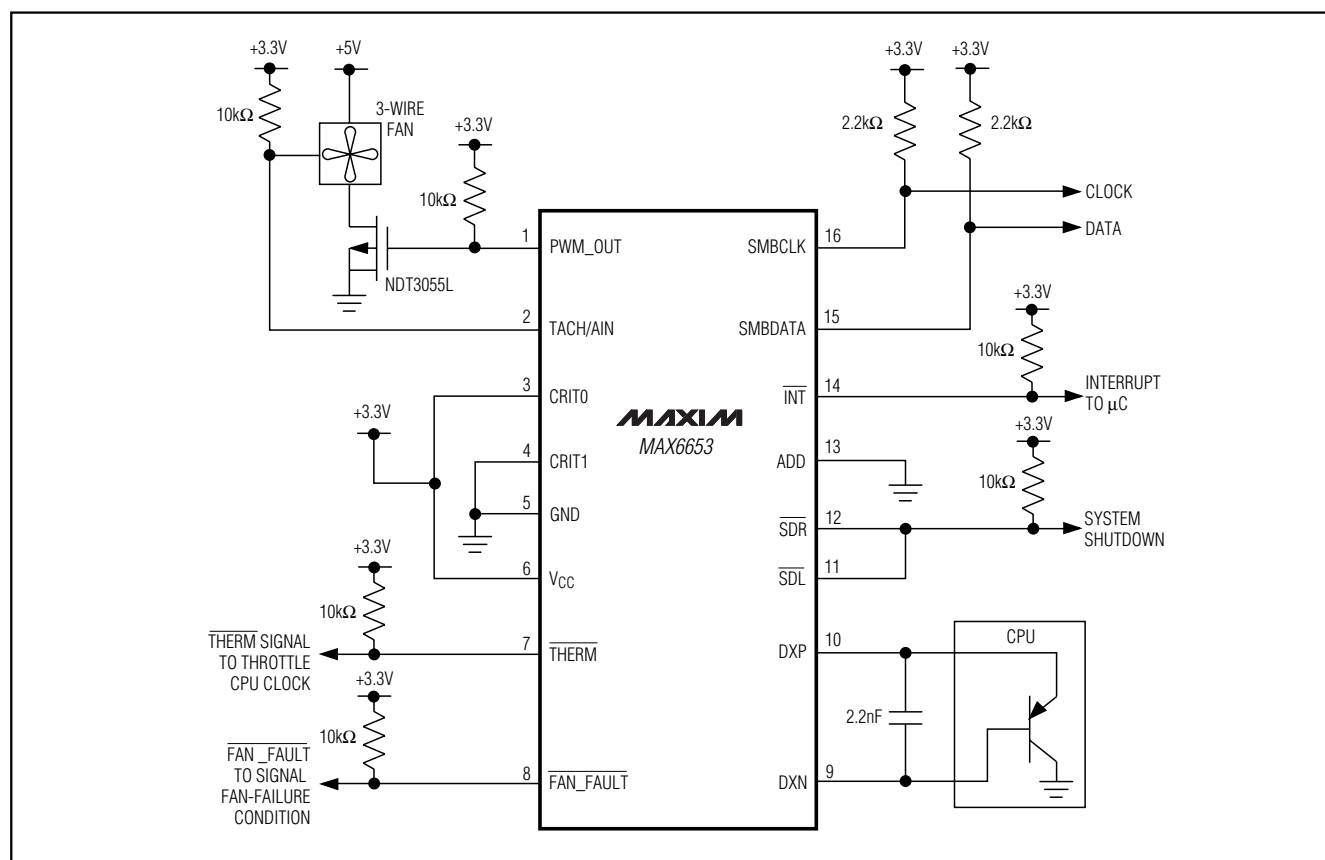 +3.3V
+5V
10kΩ
3-WIRE
FAN
+3.3V
10kΩ
NDT3055L
+3.3V
+3.3V
2.2kΩ
2.2kΩ
CLOCK
DATA
1
PWM_OUT
SMBCLK
16
2
TACH/AIN
SMBDATA
15
+3.3V
10kΩ
INTERRUPT
TO µC
3
CRIT0
INT
14
+3.3V
MAXIM
MAX6653
4
CRIT1
ADD
13
+3.3V
10kΩ
5
GND
SDR
12
SYSTEM
SHUTDOWN
6
VCC
SDL
11
+3.3V
10kΩ
THERM SIGNAL
TO THROTTLE
CPU CLOCK
7
THERM
DXP
10
CPU
2.2nF
+3.3V
10kΩ
FAN _FAULT
TO SIGNAL
FAN-FAILURE
CONDITION
8
FAN_FAULT
DXN
9